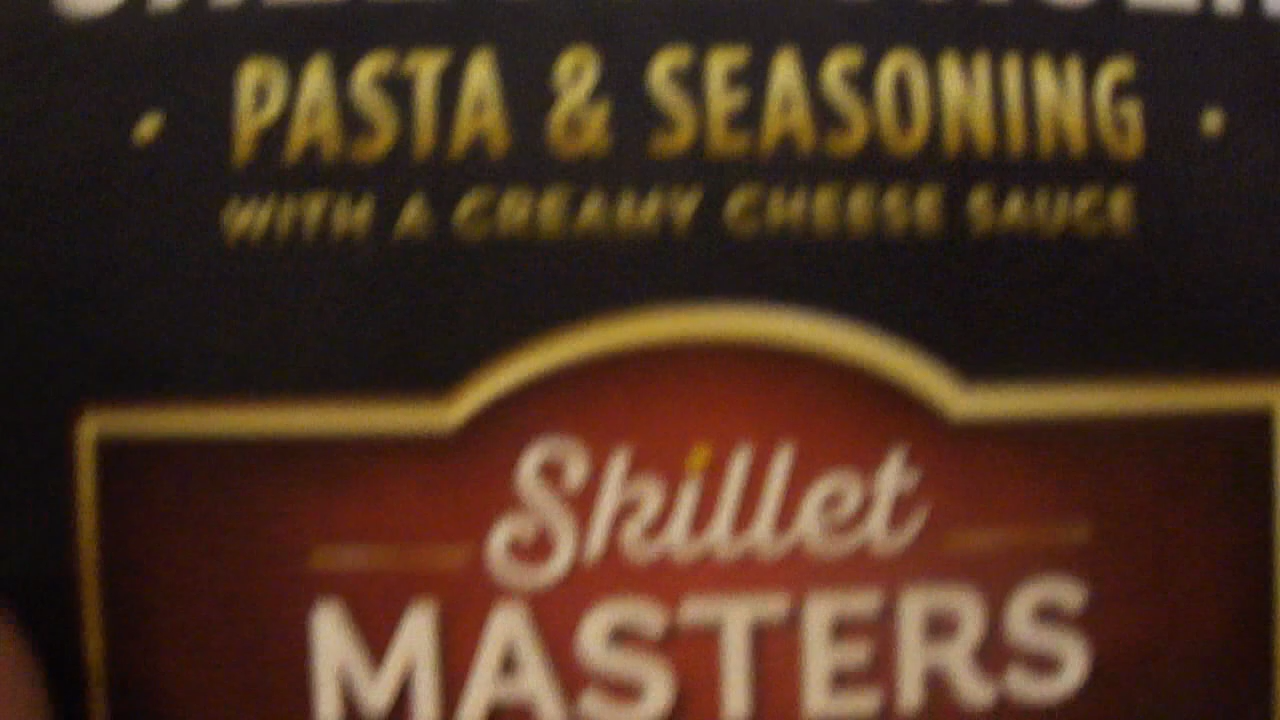 • PASTA & SEASONING •
WITH A CREAMY CHEESE SAUCE
Skillet
MASTERS